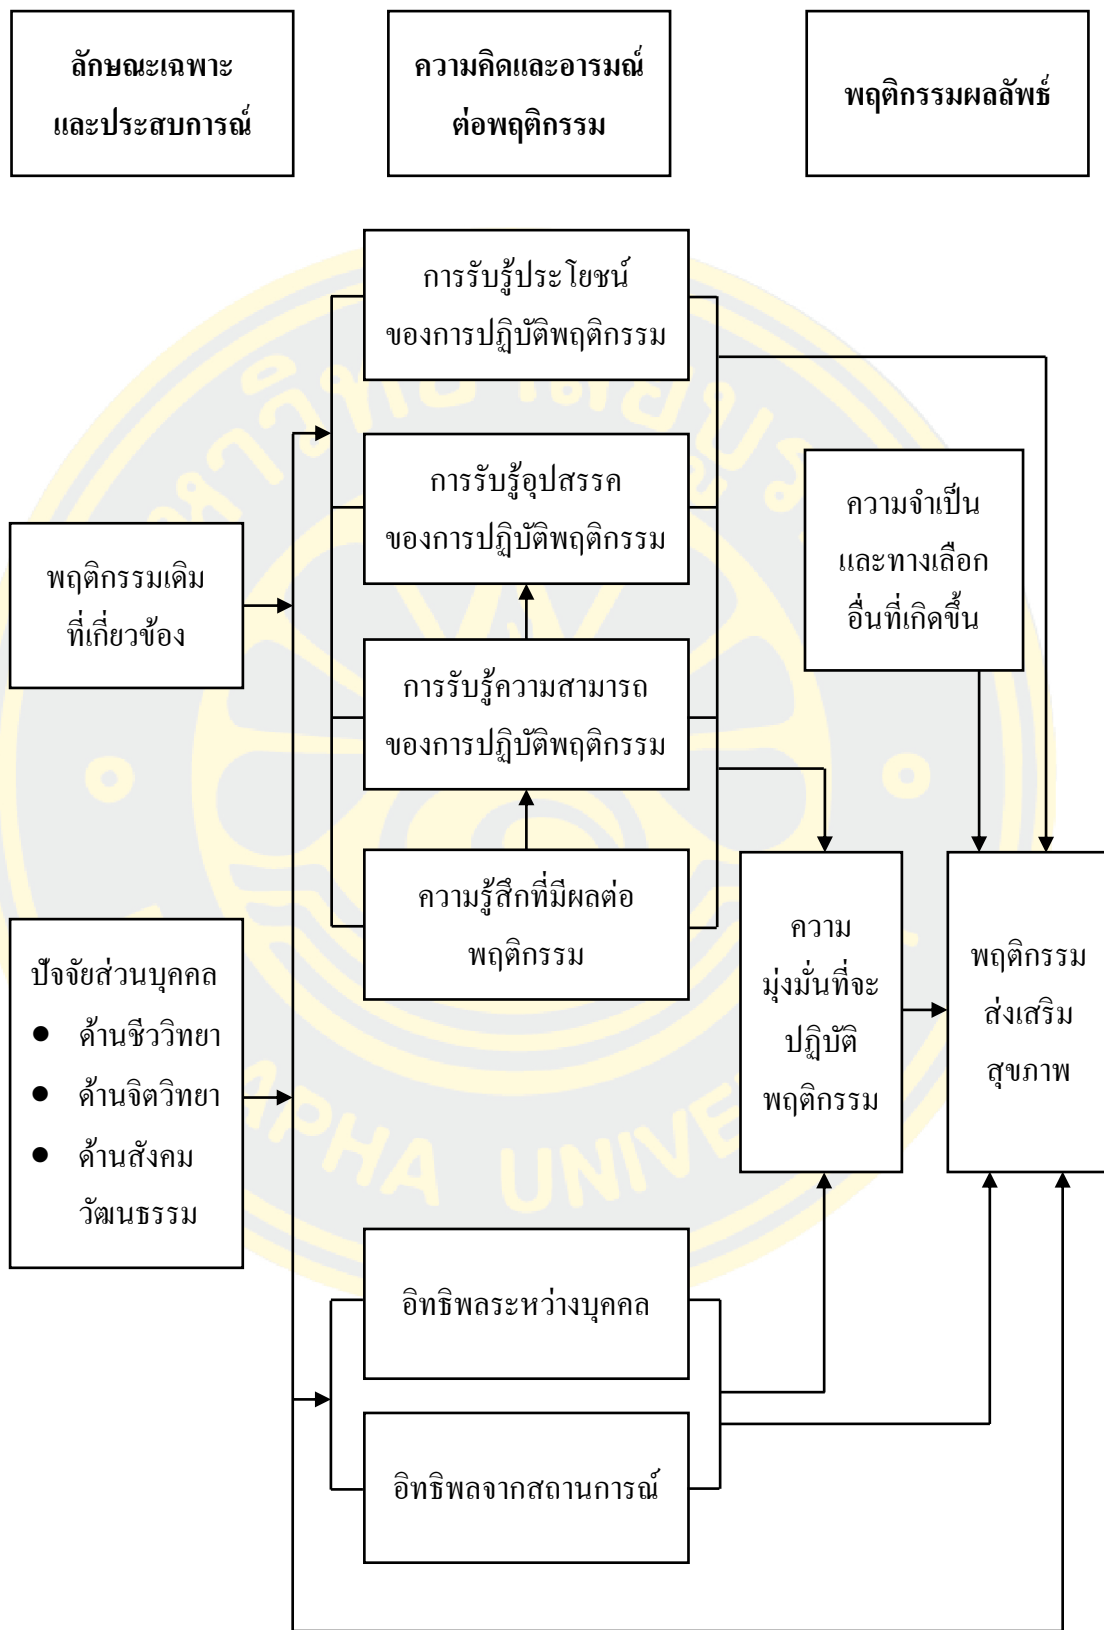 ลักษณะเฉพาะ
และประสบการณ์
ความคิดและอารมณ์
ต่อพฤติกรรม
พฤติกรรมผลลัพธ์
การรับรู้ประโยชน์
ของการปฏิบัติพฤติกรรม
การรับรู้อุปสรรค
ของการปฏิบัติพฤติกรรม
ความจำเป็น
และทางเลือก
อื่นที่เกิดขึ้น
พฤติกรรมเดิม
ที่เกี่ยวข้อง
การรับรู้ความสามารถ
ของการปฏิบัติพฤติกรรม
ความรู้สึกที่มีผลต่อ
พฤติกรรม
ปัจจัยส่วนบุคคล
● ด้านชีววิทยา
● ด้านจิตวิทยา
● ด้านสังคม
วัฒนธรรม
ความ
มุ่งมั่นที่จะ
ปฏิบัติ
พฤติกรรม
พฤติกรรม
ส่งเสริม
สุขภาพ
อิทธิพลระหว่างบุคคล
อิทธิพลจากสถานการณ์